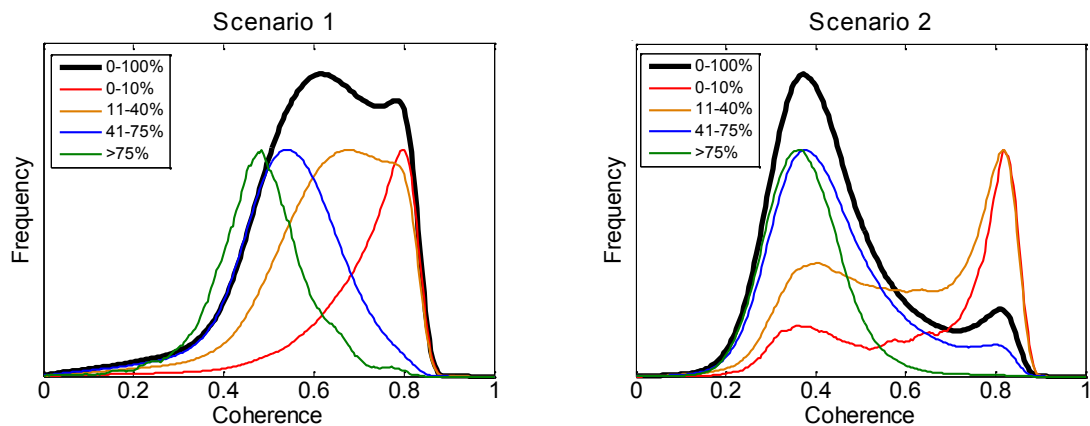 Scenario 1
0-100%
0-10%
11-40%
41-75%
>75%
Frequency
0 0.2 0.4 0.6 0.8 1
Coherence
Scenario 2
0-100%
0-10%
11-40%
41-75%
>75%
Frequency
0 0.2 0.4 0.6 0.8 1
Coherence